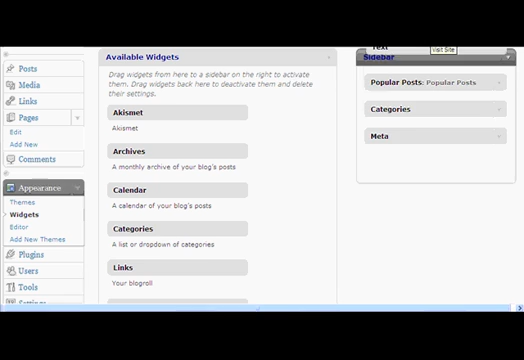 Posts
Media
Links
Pages
Edit
Add New
Comments
Appearance
Themes
Widgets
Editor
Add New Themes
Plugins
Users
Tools
Settings
Available Widgets
Drag widgets from here to a sidebar on the right to activate
them. Drag widgets back here to deactivate them and delete
their settings.
Akismet
Akismet
Archives
A monthly archive of your blog's posts
Calendar
A calendar of your blog's posts
Categories
A list or dropdown of categories
Links
Your blogroll
Text
Visit Site
Sidebar
Popular Posts: Popular Posts
Categories
Meta